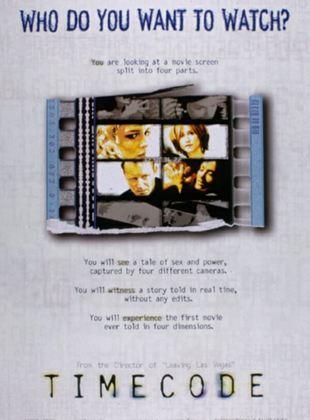 WHO DO YOU WANT TO WATCH?
You are looking at a movie screen
split into four parts.
You will see a tale of sex and power,
captured by four different cameras.
You will witness a story told in real time,
without any edits.
You will experience the first movie
ever told in four dimensions.
From the Director of "Leaving Las Vegas"
TIMECODE